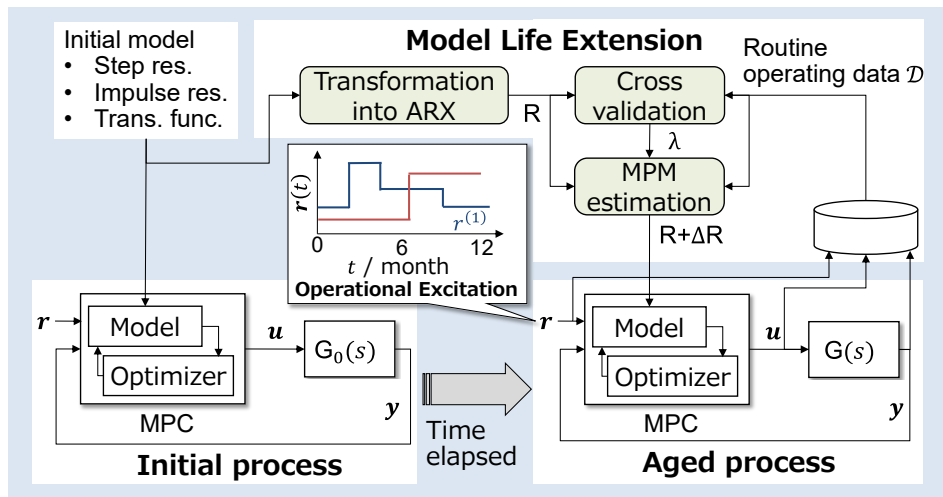 Initial model
• Step res.
• Impulse res.
• Trans. func.
Model Life Extension
Transformation
into ARX
R
Cross
validation
Routine
operating data 𝒟
λ
MPM
estimation
R+ΔR
r(t)
r⁽¹⁾
0
6
12
t / month
Operational Excitation
r
Model
Optimizer
MPC
u
G₀(s)
y
Initial process
Time
elapsed
r
Model
Optimizer
MPC
u
G(s)
y
Aged process